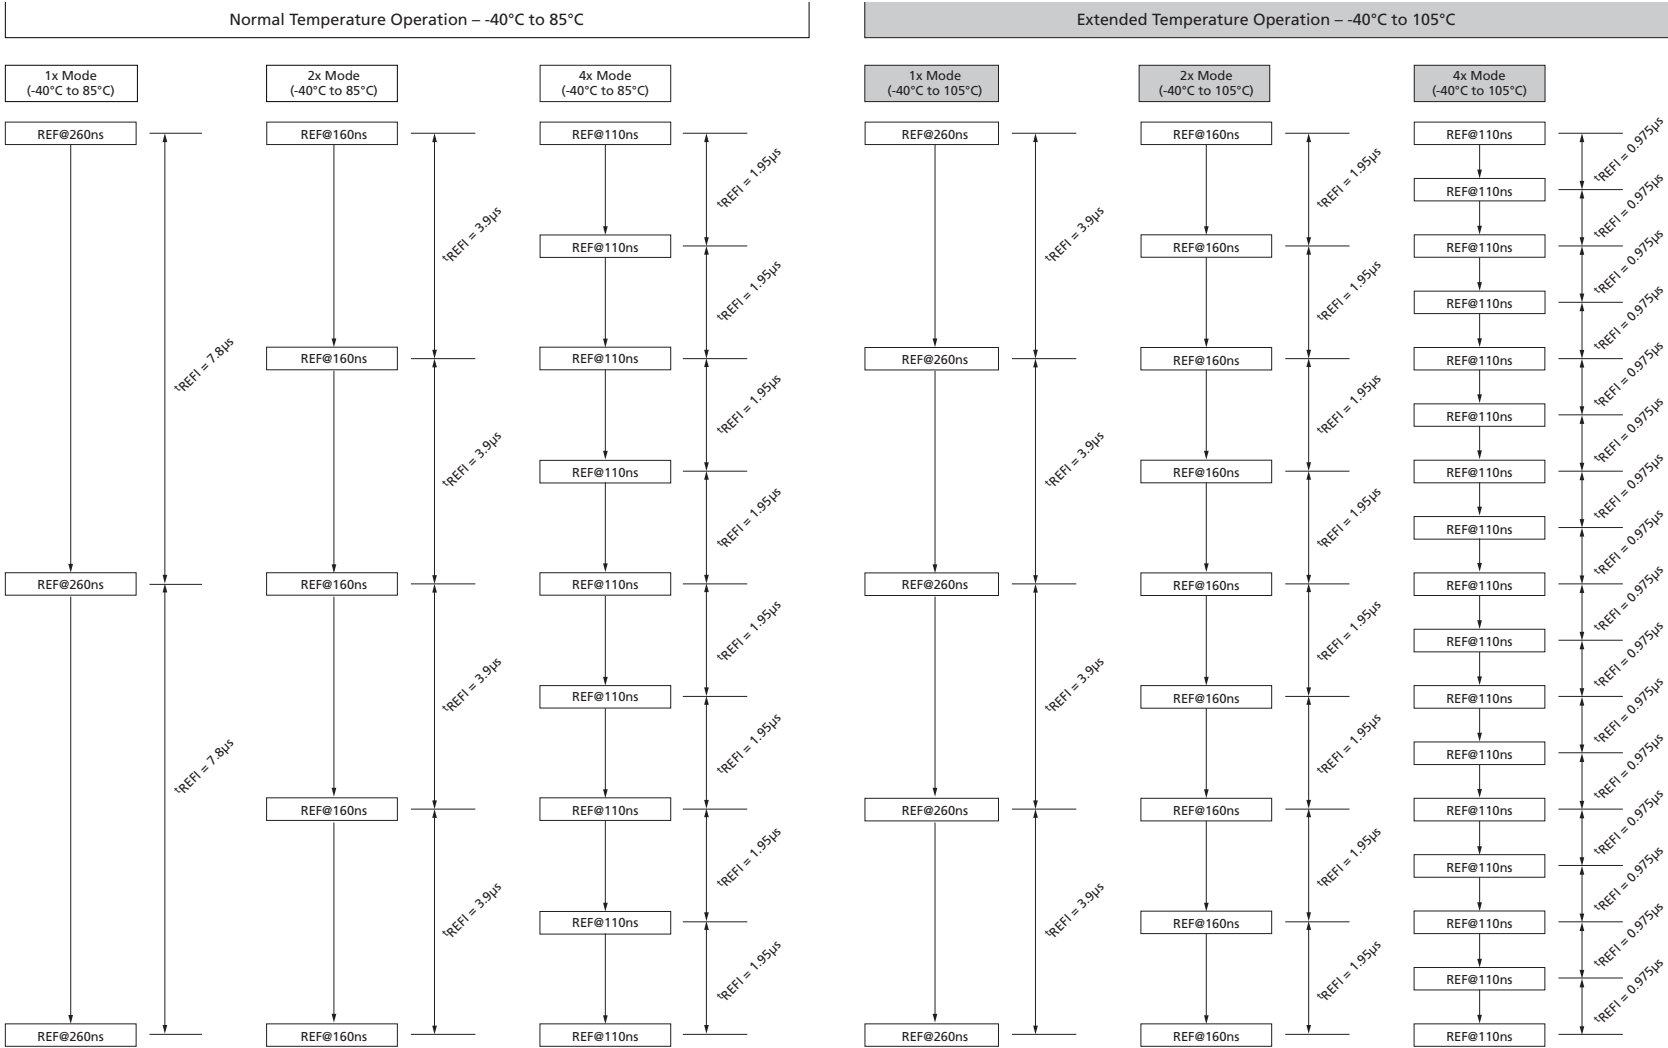 Normal Temperature Operation – -40°C to 85°C
Extended Temperature Operation – -40°C to 105°C
1x Mode
(-40°C to 85°C)
REF@260ns
tREFI = 7.8µs
REF@260ns
tREFI = 7.8µs
REF@260ns
2x Mode
(-40°C to 85°C)
REF@160ns
tREFI = 3.9µs
REF@160ns
tREFI = 3.9µs
REF@160ns
tREFI = 3.9µs
REF@160ns
tREFI = 3.9µs
REF@160ns
4x Mode
(-40°C to 85°C)
REF@110ns
tREFI = 1.95µs
REF@110ns
tREFI = 1.95µs
REF@110ns
tREFI = 1.95µs
REF@110ns
tREFI = 1.95µs
REF@110ns
tREFI = 1.95µs
REF@110ns
tREFI = 1.95µs
REF@110ns
tREFI = 1.95µs
REF@110ns
tREFI = 1.95µs
REF@110ns
1x Mode
(-40°C to 105°C)
REF@260ns
tREFI = 3.9µs
REF@260ns
tREFI = 3.9µs
REF@260ns
tREFI = 3.9µs
REF@260ns
tREFI = 3.9µs
REF@260ns
2x Mode
(-40°C to 105°C)
REF@160ns
tREFI = 1.95µs
REF@160ns
tREFI = 1.95µs
REF@160ns
tREFI = 1.95µs
REF@160ns
tREFI = 1.95µs
REF@160ns
tREFI = 1.95µs
REF@160ns
tREFI = 1.95µs
REF@160ns
tREFI = 1.95µs
REF@160ns
tREFI = 1.95µs
REF@160ns
4x Mode
(-40°C to 105°C)
REF@110ns
tREFI = 0.975µs
REF@110ns
tREFI = 0.975µs
REF@110ns
tREFI = 0.975µs
REF@110ns
tREFI = 0.975µs
REF@110ns
tREFI = 0.975µs
REF@110ns
tREFI = 0.975µs
REF@110ns
tREFI = 0.975µs
REF@110ns
tREFI = 0.975µs
REF@110ns
tREFI = 0.975µs
REF@110ns
tREFI = 0.975µs
REF@110ns
tREFI = 0.975µs
REF@110ns
tREFI = 0.975µs
REF@110ns
tREFI = 0.975µs
REF@110ns
tREFI = 0.975µs
REF@110ns
tREFI = 0.975µs
REF@110ns
tREFI = 0.975µs
REF@110ns